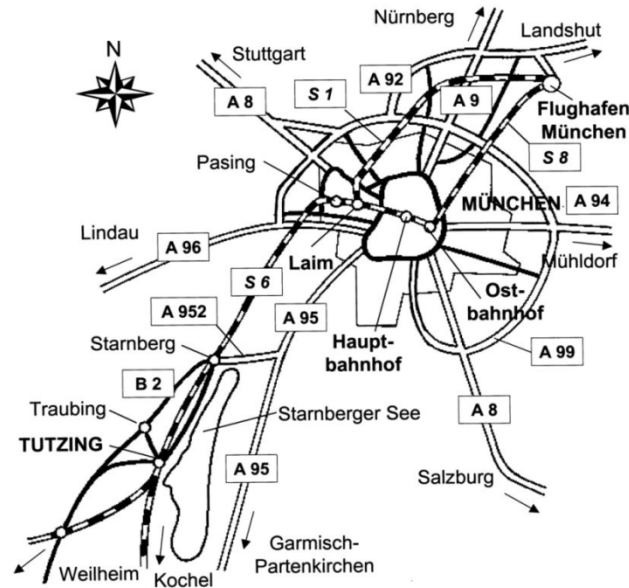 Nürnberg
N
Landshut
Stuttgart
A 92
S 1
A 9
A 8
Flughafen
München
Pasing
S 8
MÜNCHEN
A 94
Lindau
A 96
Laim
Mühldorf
S 6
Ost-
bahnhof
A 952
A 95
Haupt-
bahnhof
Starnberg
A 99
B 2
Starnberger See
A 8
Traubing
TUTZING
A 95
Salzburg
Garmisch-
Partenkirchen
Weilheim
Kochel